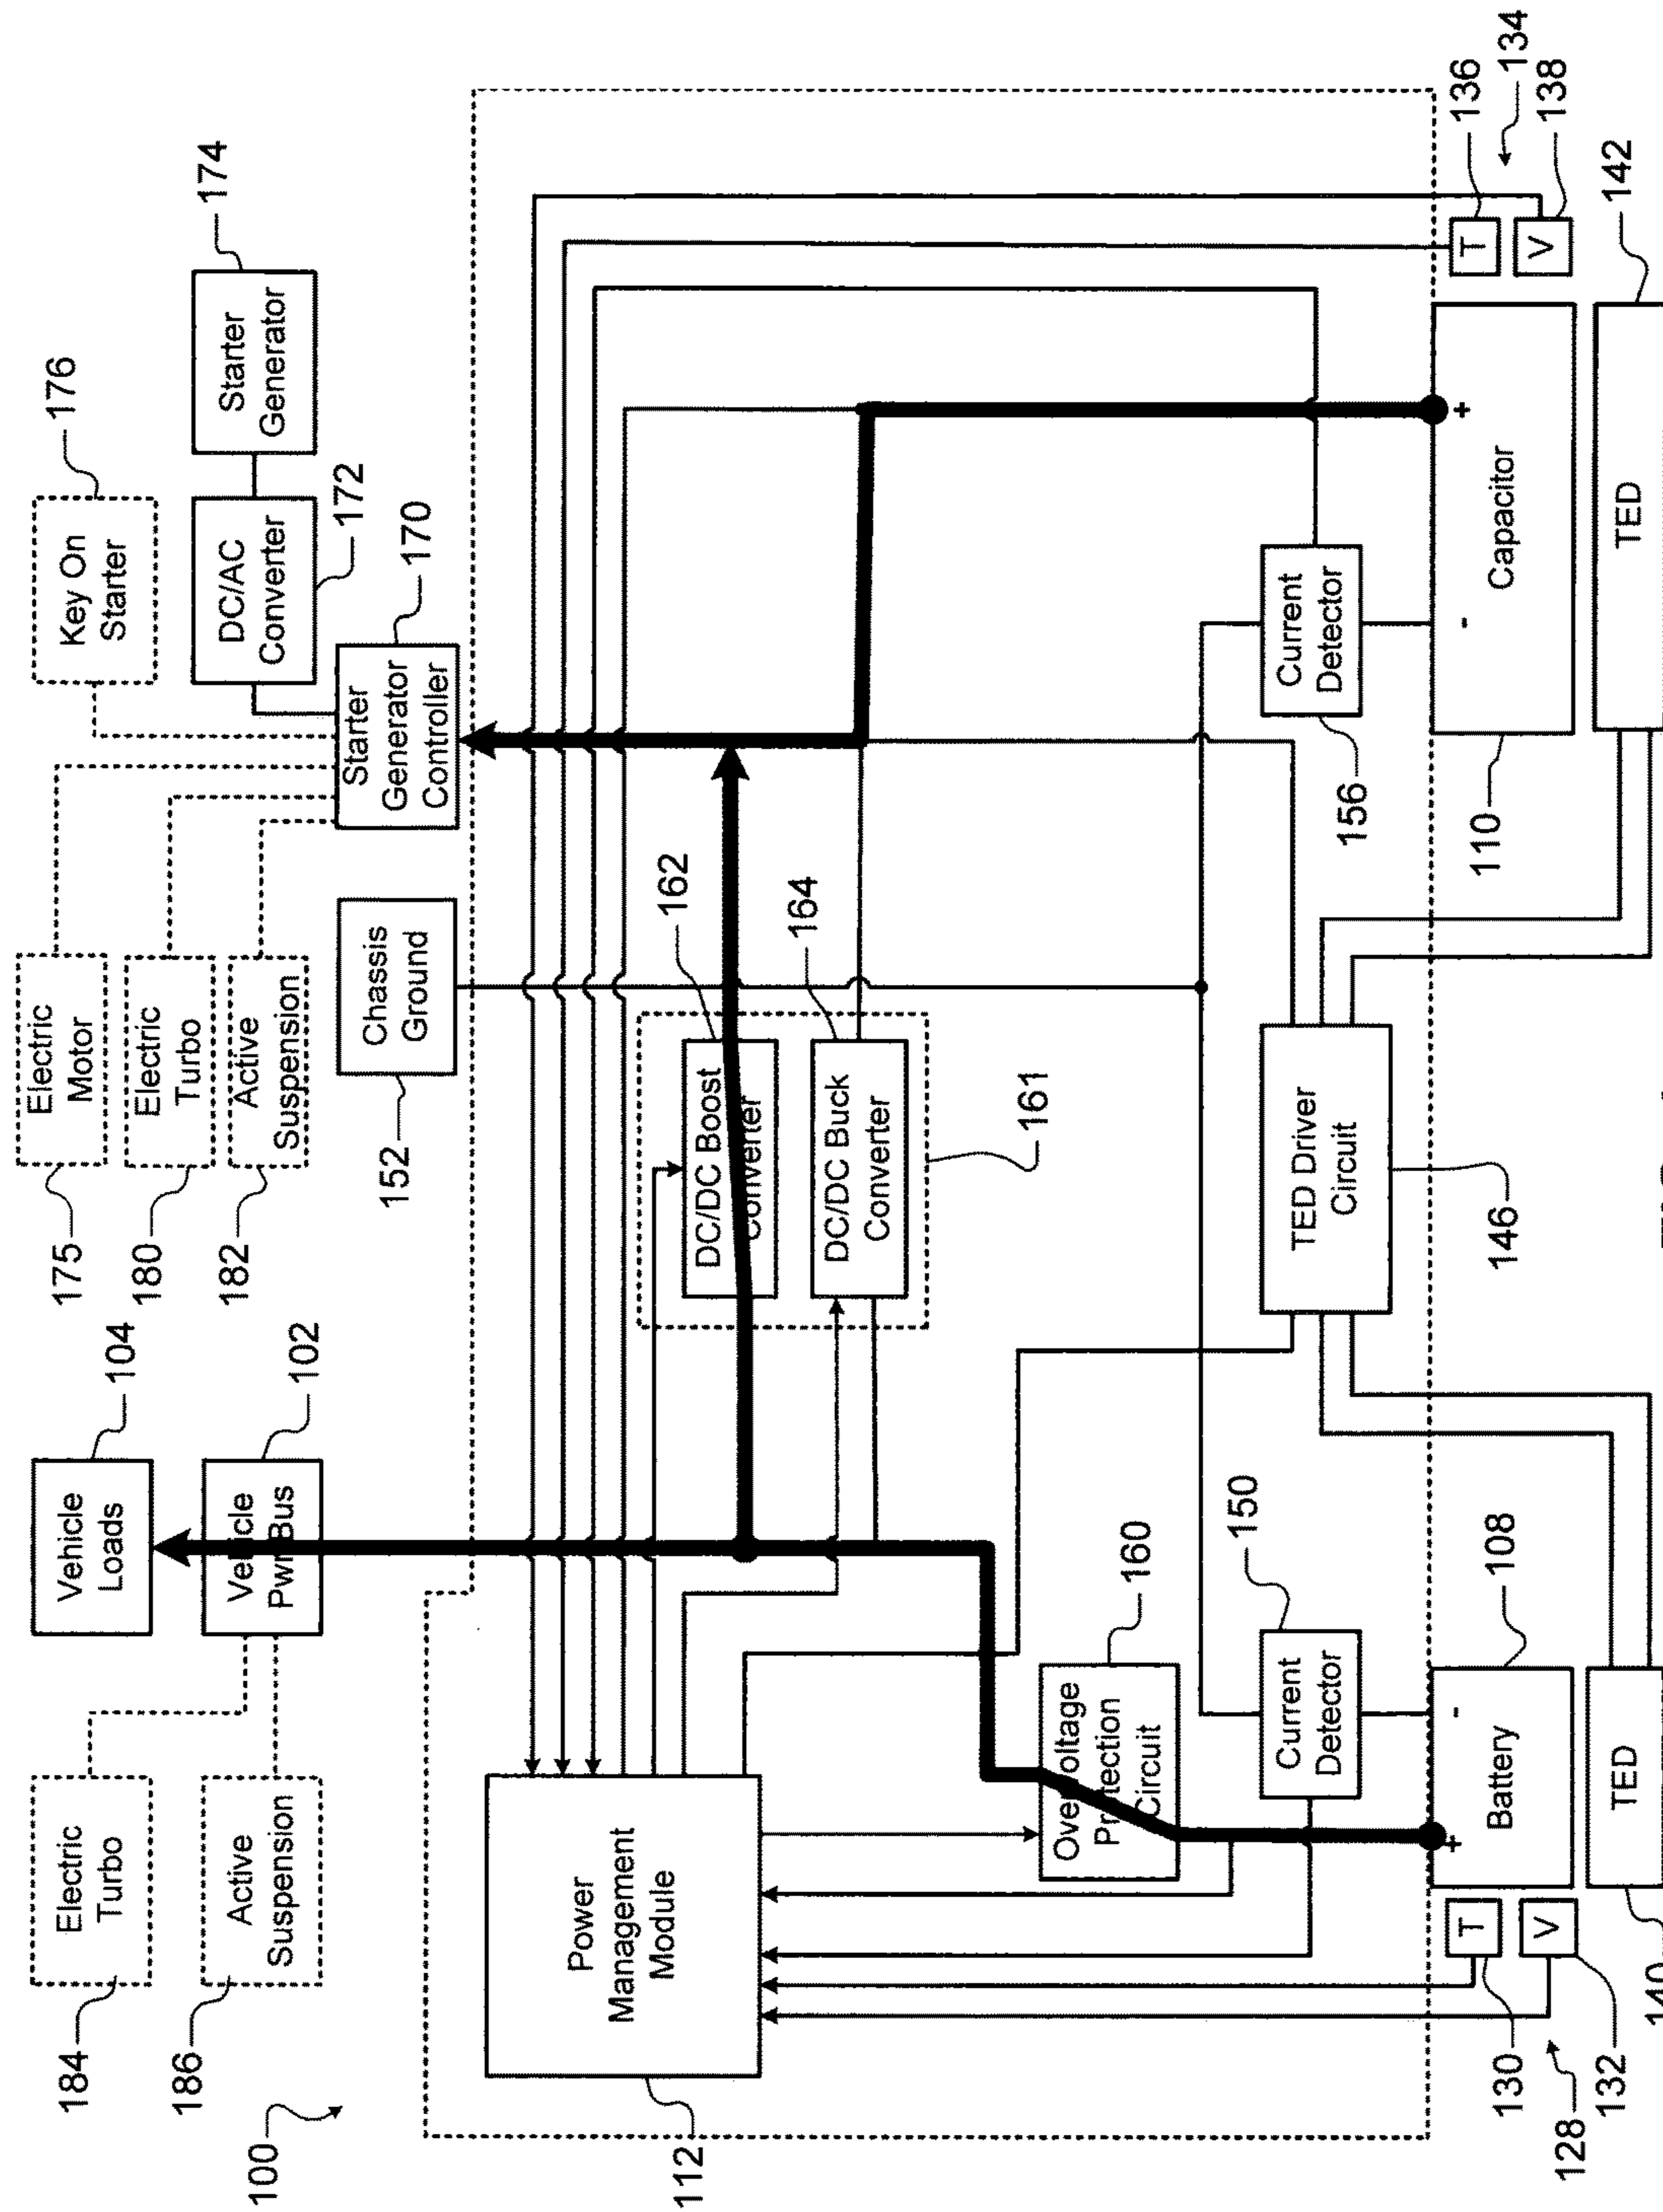 100
184
Electric
Turbo
186
Active
Suspension
104
Vehicle
Loads
102
Vehicle
Pwr Bus
175
Electric
Motor
180
Electric
Turbo
182
Active
Suspension
176
Key On
Starter
174
Starter
Generator
172
DC/AC
Converter
170
Starter
Generator
Controller
152
Chassis
Ground
112
Power
Management
Module
162
DC/DC Boost
Converter
164
DC/DC Buck
Converter
161
160
Overvoltage
Protection
Circuit
150
Current
Detector
146
TED Driver
Circuit
156
Current
Detector
128
130
T
132
V
108
+
-
Battery
TED
140
110
-
+
Capacitor
142
TED
134
136
T
138
V